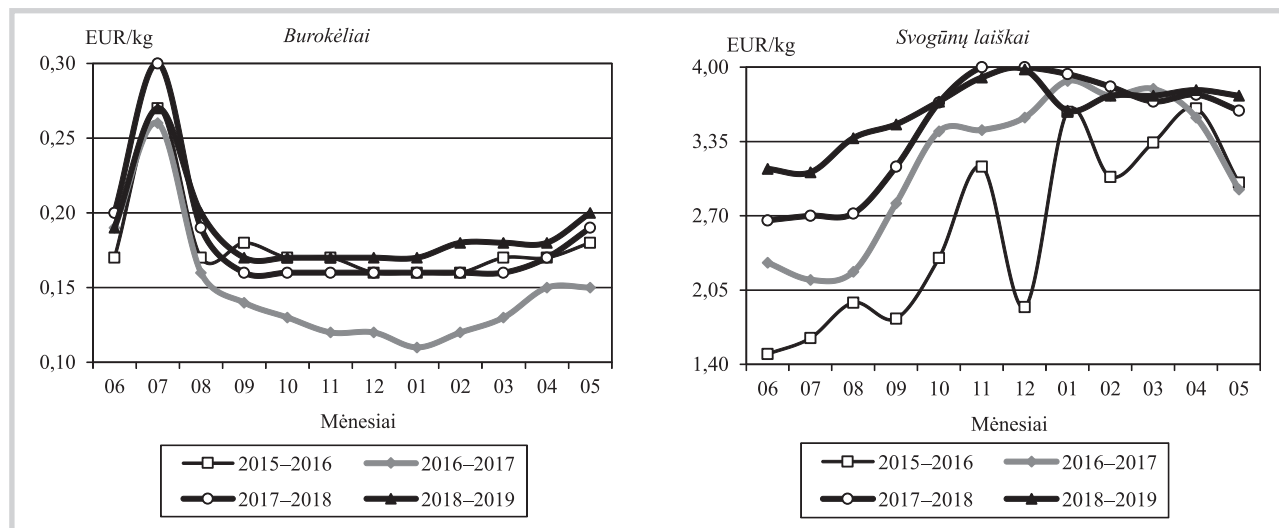 Burokėliai
EUR/kg
0,30
0,25
0,20
0,15
0,10
06 07 08 09 10 11 12 01 02 03 04 05
Mėnesiai
2015–2016 2016–2017
2017–2018 2018–2019
Svogūnų laiškai
EUR/kg
4,00
3,35
2,70
2,05
1,40
06 07 08 09 10 11 12 01 02 03 04 05
Mėnesiai
2015–2016 2016–2017
2017–2018 2018–2019